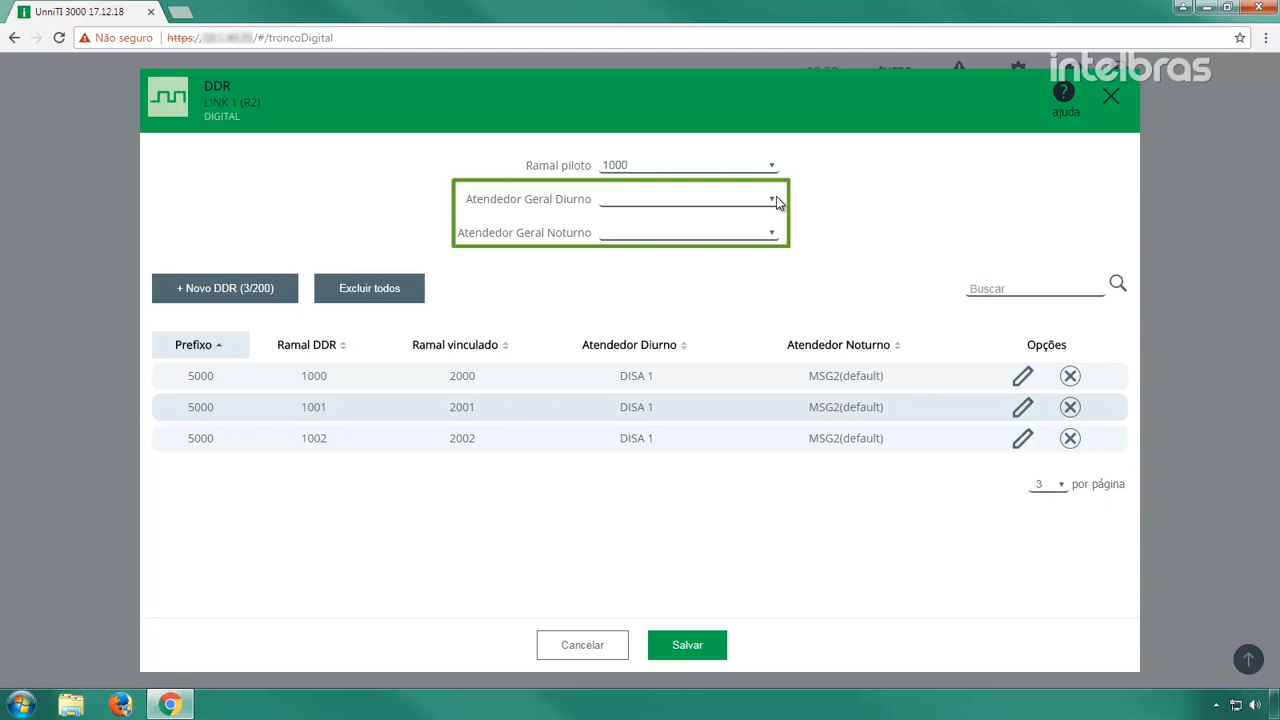 UnniTI 3000 17.12.18
Não seguro https:// /#/troncoDigital
intelbras
DDR
LINK 1 (R2)
DIGITAL
?
ajuda
Ramal piloto 1000
Atendedor Geral Diurno
Atendedor Geral Noturno
+ Novo DDR (3/200) Excluir todos Buscar
Prefixo Ramal DDR Ramal vinculado Atendedor Diurno Atendedor Noturno Opções
5000 1000 2000 DISA 1 MSG2(default)
5000 1001 2001 DISA 1 MSG2(default)
5000 1002 2002 DISA 1 MSG2(default)
3 por página
Cancelar Salvar